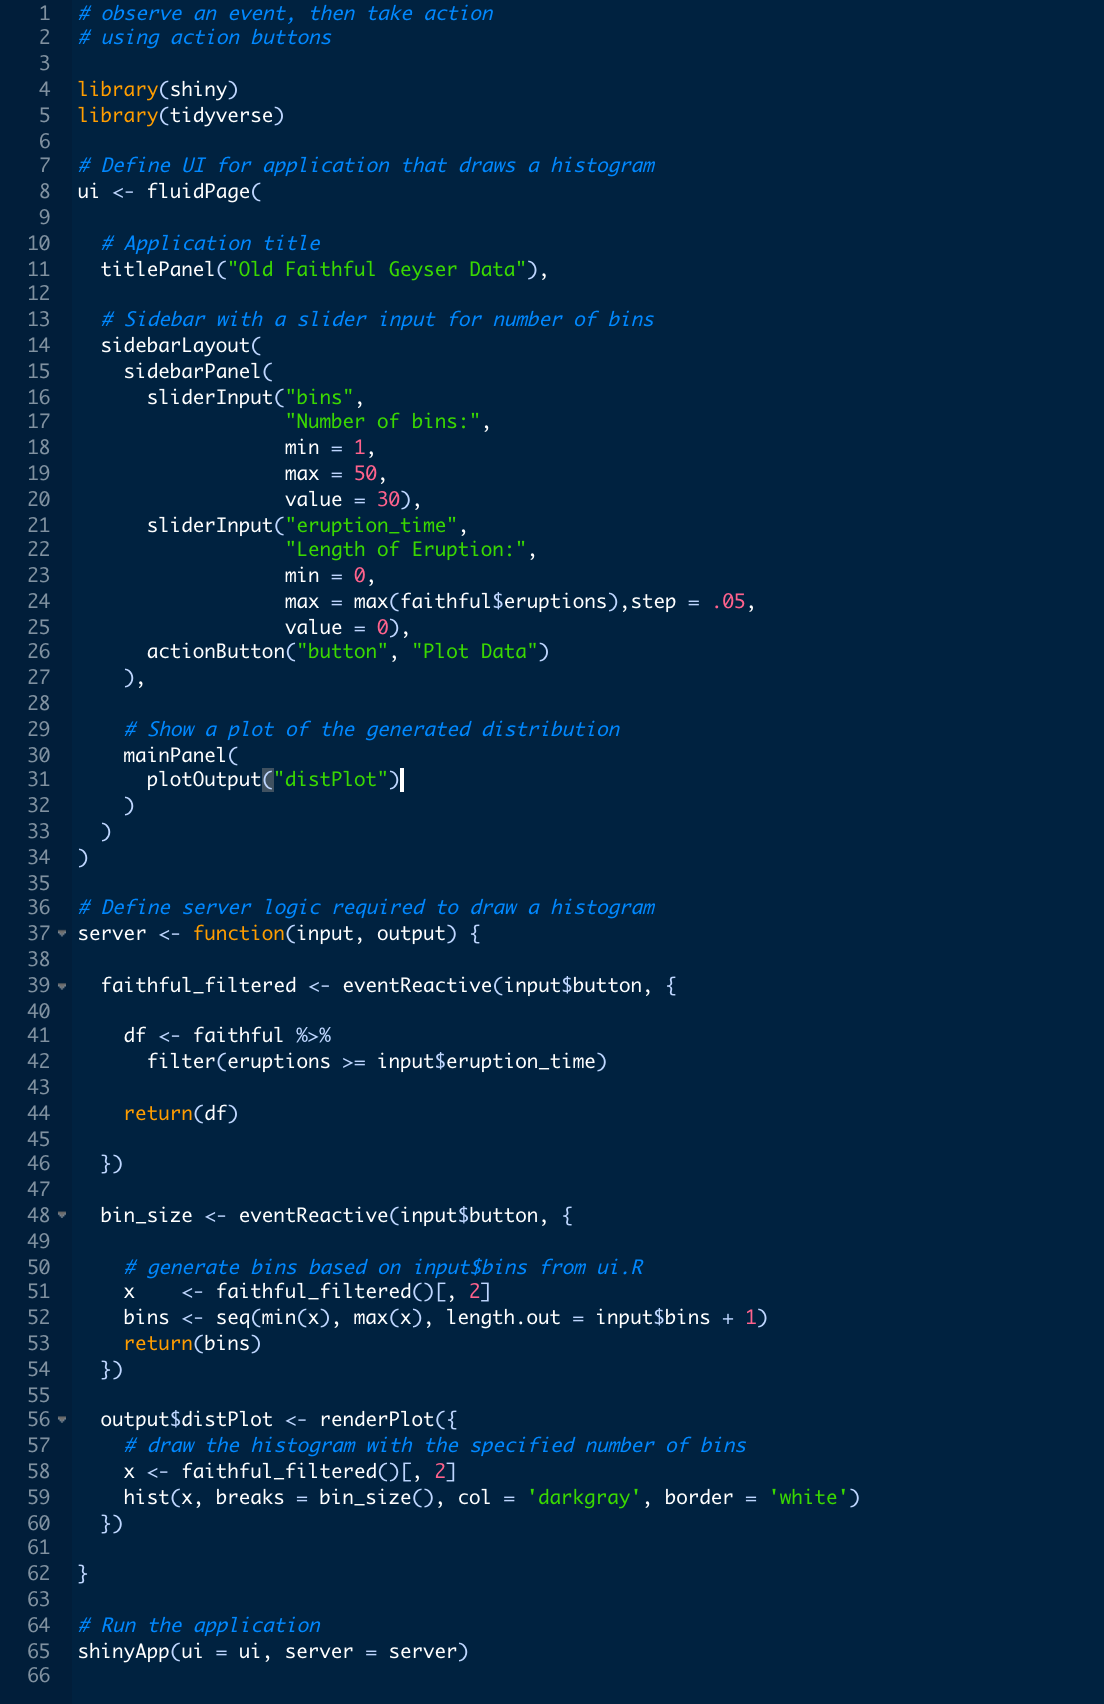 1 # observe an event, then take action
2 # using action buttons
3
4 library(shiny)
5 library(tidyverse)
6
7 # Define UI for application that draws a histogram
8 ui <- fluidPage(
9
10   # Application title
11   titlePanel("Old Faithful Geyser Data"),
12
13   # Sidebar with a slider input for number of bins
14   sidebarLayout(
15     sidebarPanel(
16       sliderInput("bins",
17                   "Number of bins:",
18                   min = 1,
19                   max = 50,
20                   value = 30),
21       sliderInput("eruption_time",
22                   "Length of Eruption:",
23                   min = 0,
24                   max = max(faithful$eruptions),step = .05,
25                   value = 0),
26       actionButton("button", "Plot Data")
27     ),
28
29     # Show a plot of the generated distribution
30     mainPanel(
31       plotOutput("distPlot")
32     )
33   )
34 )
35
36 # Define server logic required to draw a histogram
37 server <- function(input, output) {
38
39   faithful_filtered <- eventReactive(input$button, {
40
41     df <- faithful %>%
42       filter(eruptions >= input$eruption_time)
43
44     return(df)
45
46   })
47
48   bin_size <- eventReactive(input$button, {
49
50     # generate bins based on input$bins from ui.R
51     x    <- faithful_filtered()[, 2]
52     bins <- seq(min(x), max(x), length.out = input$bins + 1)
53     return(bins)
54   })
55
56   output$distPlot <- renderPlot({
57     # draw the histogram with the specified number of bins
58     x <- faithful_filtered()[, 2]
59     hist(x, breaks = bin_size(), col = 'darkgray', border = 'white')
60   })
61
62 }
63
64 # Run the application
65 shinyApp(ui = ui, server = server)
66